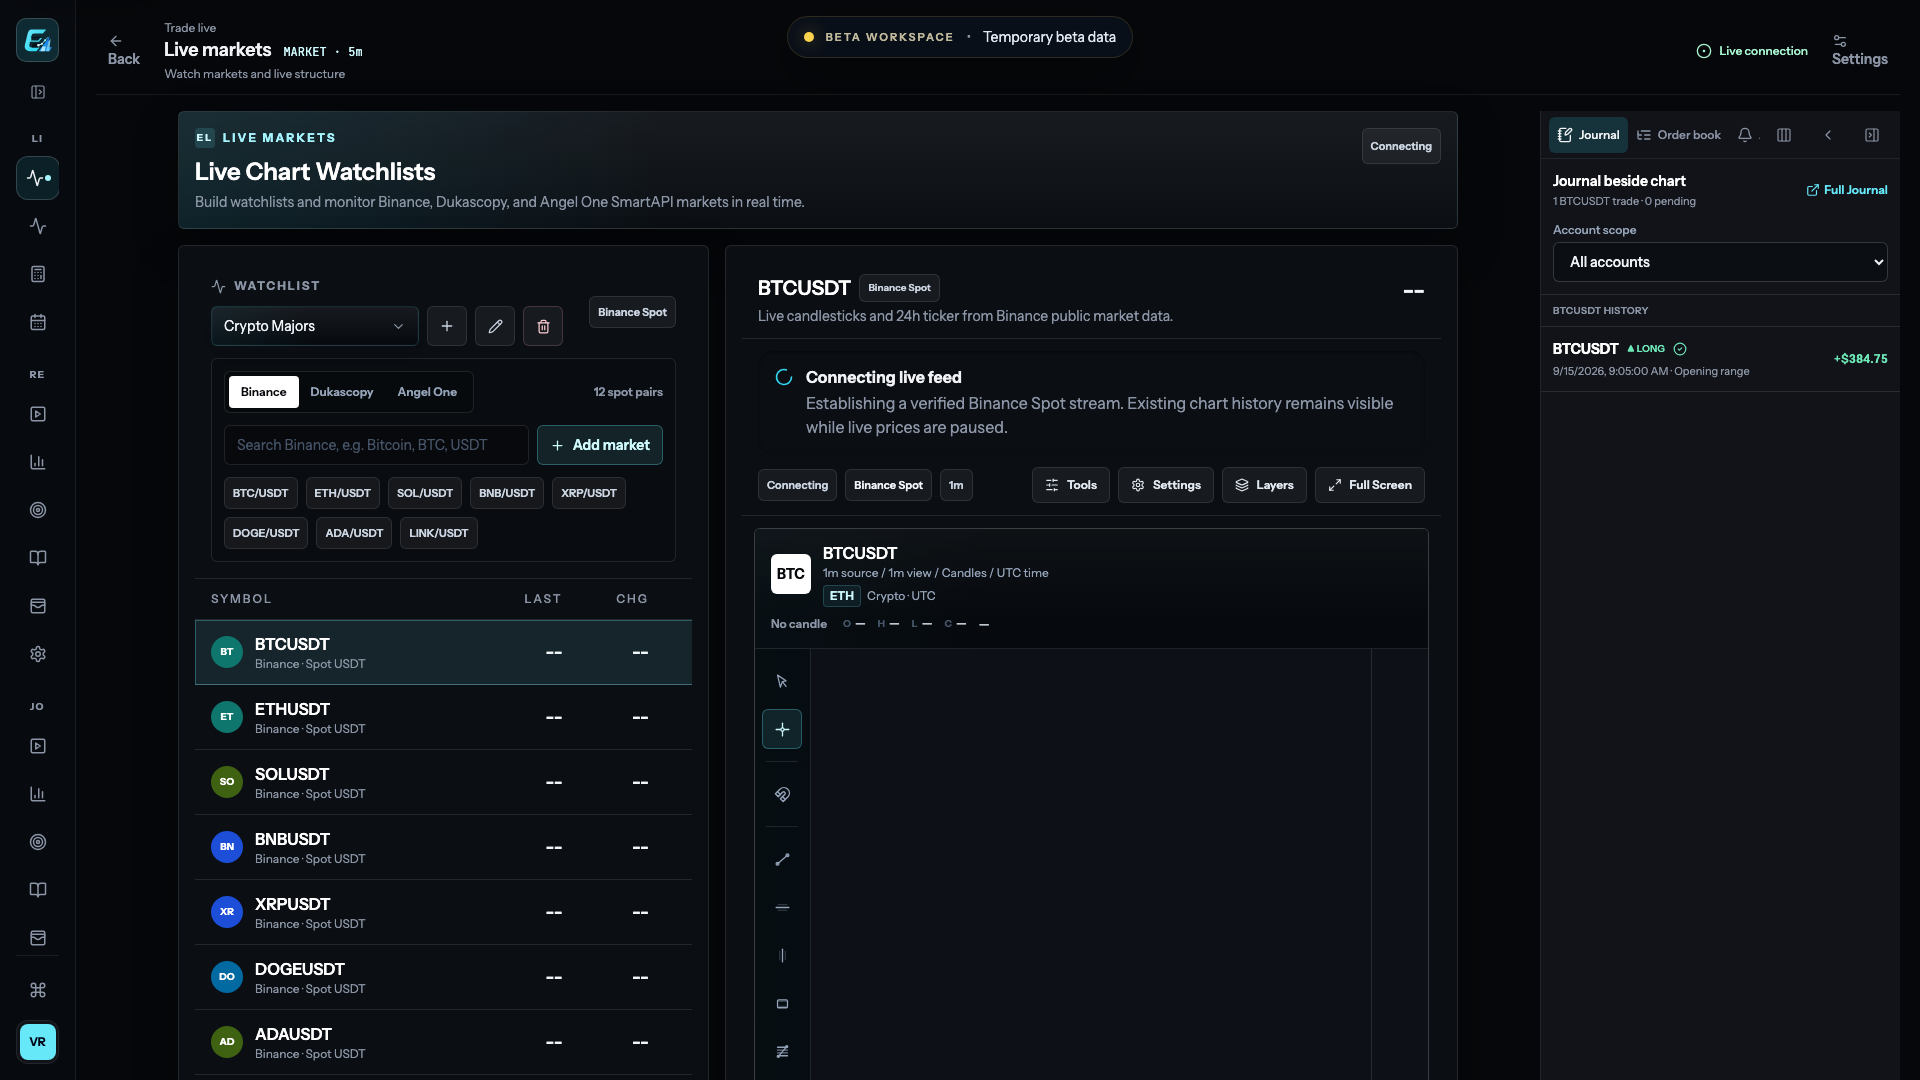 Trade live
Back
Live markets MARKET · 5m
Watch markets and live structure
BETA WORKSPACE · Temporary beta data
Live connection
Settings
LI
RE
JO
VR
EL LIVE MARKETS
Live Chart Watchlists
Build watchlists and monitor Binance, Dukascopy, and Angel One SmartAPI markets in real time.
Connecting
WATCHLIST
Crypto Majors
Binance Spot
Binance Dukascopy Angel One 12 spot pairs
Search Binance, e.g. Bitcoin, BTC, USDT
Add market
BTC/USDT ETH/USDT SOL/USDT BNB/USDT XRP/USDT
DOGE/USDT ADA/USDT LINK/USDT
SYMBOL LAST CHG
BTCUSDT -- --
BT
Binance · Spot USDT
ETHUSDT -- --
ET
Binance · Spot USDT
SOLUSDT -- --
SO
Binance · Spot USDT
BNBUSDT -- --
BN
Binance · Spot USDT
XRPUSDT -- --
XR
Binance · Spot USDT
DOGEUSDT -- --
DO
Binance · Spot USDT
ADAUSDT -- --
AD
Binance · Spot USDT
BTCUSDT Binance Spot --
Live candlesticks and 24h ticker from Binance public market data.
Connecting live feed
Establishing a verified Binance Spot stream. Existing chart history remains visible
while live prices are paused.
Connecting Binance Spot 1m Tools Settings Layers Full Screen
BTC
BTCUSDT
1m source / 1m view / Candles / UTC time
ETH Crypto · UTC
No candle O — H — L — C — —
Journal Order book
Journal beside chart
1 BTCUSDT trade · 0 pending
Full Journal
Account scope
All accounts
BTCUSDT HISTORY
BTCUSDT ▲ LONG
9/15/2026, 9:05:00 AM · Opening range
+$384.75